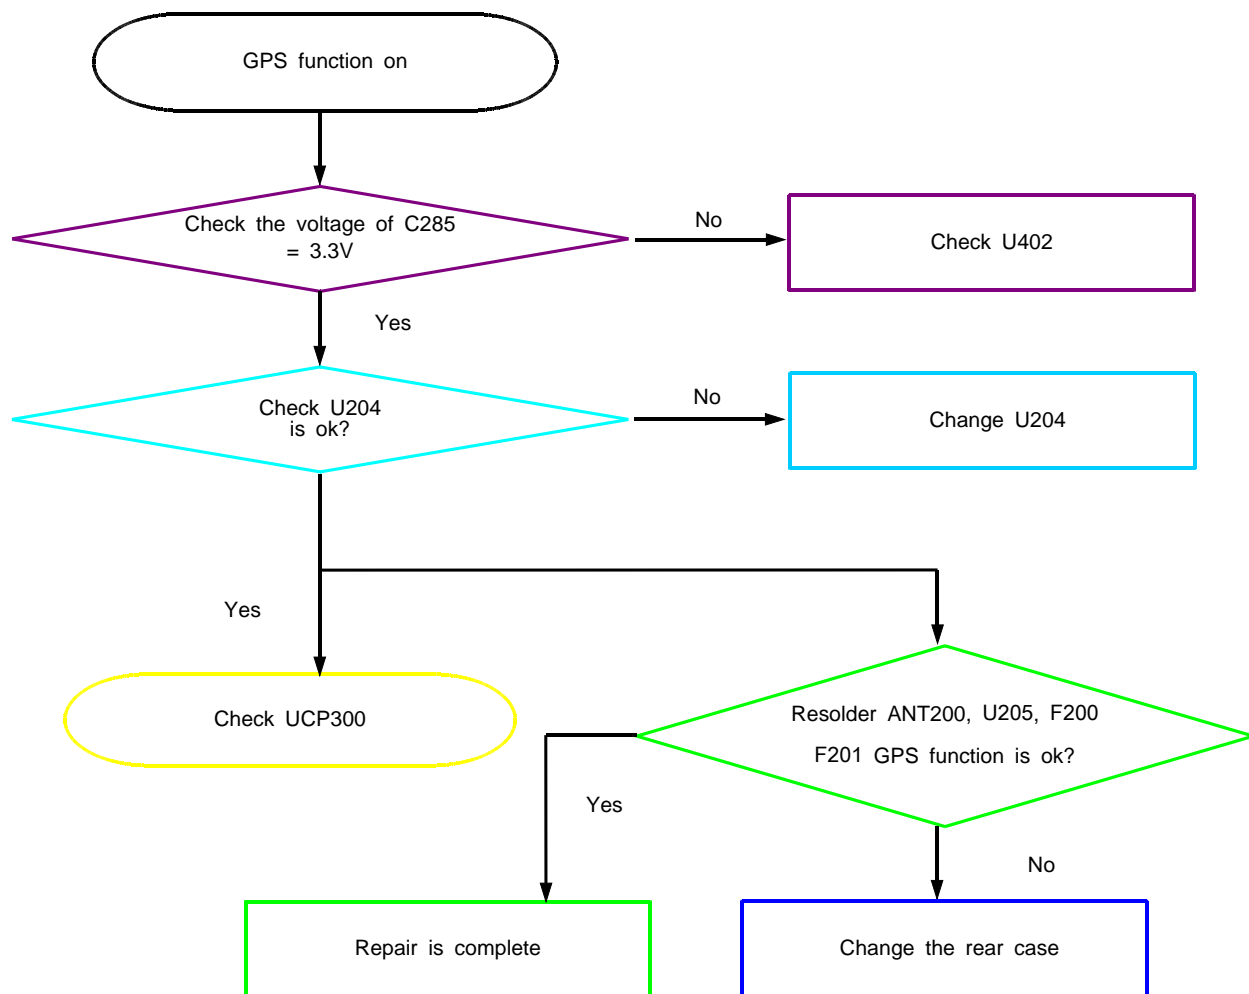 GPS function on
Check the voltage of C285
= 3.3V
No
Check U402
Yes
Check U204
is ok?
No
Change U204
Yes
Check UCP300
Resolder ANT200, U205, F200
F201 GPS function is ok?
Yes
No
Repair is complete
Change the rear case